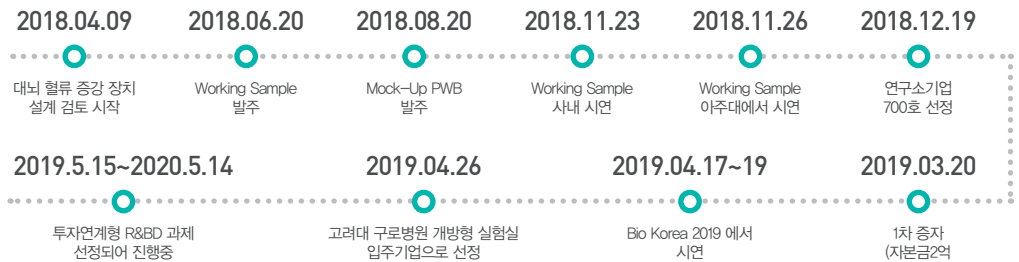 2018.04.09
대뇌 혈류 증강 장치
설계 검토 시작
2018.06.20
Working Sample
발주
2018.08.20
Mock-Up PWB
발주
2018.11.23
Working Sample
사내 시연
2018.11.26
Working Sample
아주대에서 시연
2018.12.19
연구소기업
700호 선정
2019.03.20
1차 증자
(자본금2억
2019.04.17~19
Bio Korea 2019 에서
시연
2019.04.26
고려대 구로병원 개방형 실험실
입주기업으로 선정
2019.5.15~2020.5.14
투자연계형 R&BD 과제
선정되어 진행중